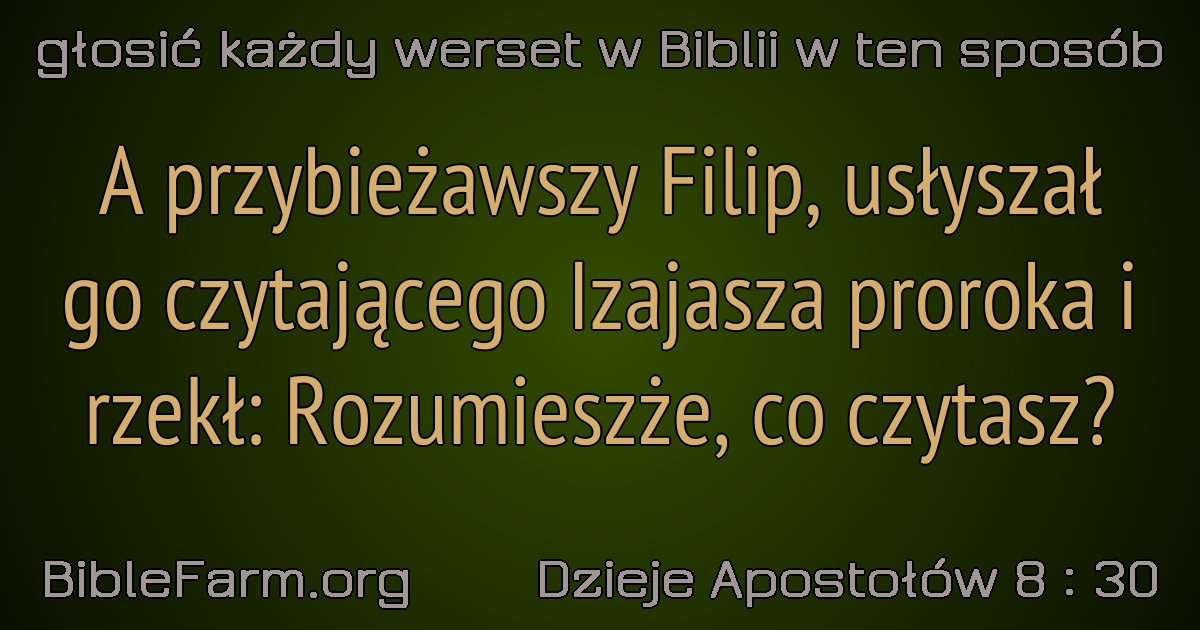 głosić każdy werset w Biblii w ten sposób
A przybieżawszy Filip, usłyszał
go czytającego Izajasza proroka i
rzekł: Rozumieszże, co czytasz?
BibleFarm.org
Dzieje Apostołów 8 : 30